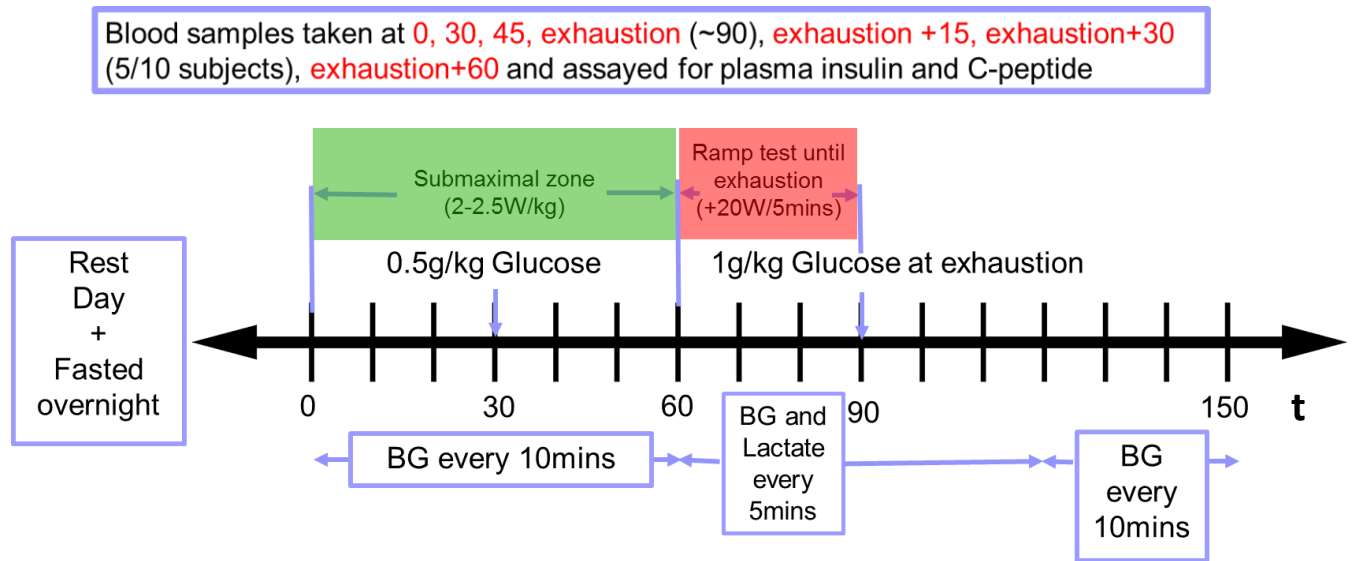 Blood samples taken at 0, 30, 45, exhaustion (~90), exhaustion +15, exhaustion+30
(5/10 subjects), exhaustion+60 and assayed for plasma insulin and C-peptide
Submaximal zone
(2-2.5W/kg)
Ramp test until
exhaustion
(+20W/5mins)
Rest
Day
+
Fasted
overnight
0.5g/kg Glucose
1g/kg Glucose at exhaustion
0
30
60
90
150
t
BG every 10mins
BG and
Lactate
every
5mins
BG
every
10mins